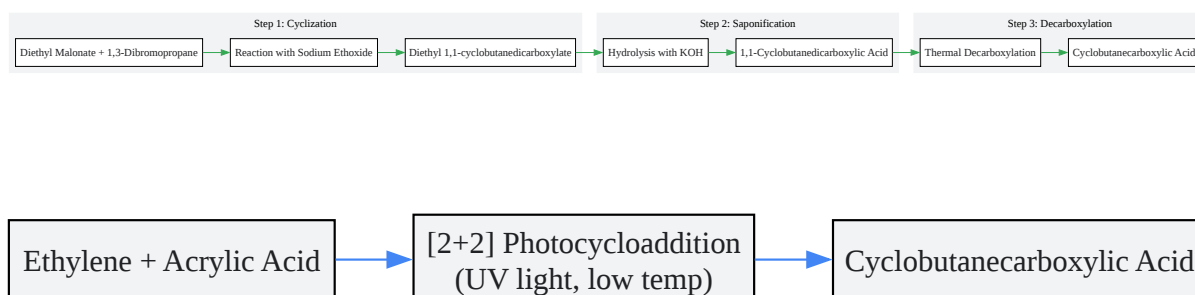 Step 1: Cyclization
Step 2: Saponification
Step 3: Decarboxylation
Diethyl Malonate + 1,3-Dibromopropane
Reaction with Sodium Ethoxide
Diethyl 1,1-cyclobutanedicarboxylate
Hydrolysis with KOH
1,1-Cyclobutanedicarboxylic Acid
Thermal Decarboxylation
Cyclobutanecarboxylic Acid
Ethylene + Acrylic Acid
[2+2] Photocycloaddition
(UV light, low temp)
Cyclobutanecarboxylic Acid